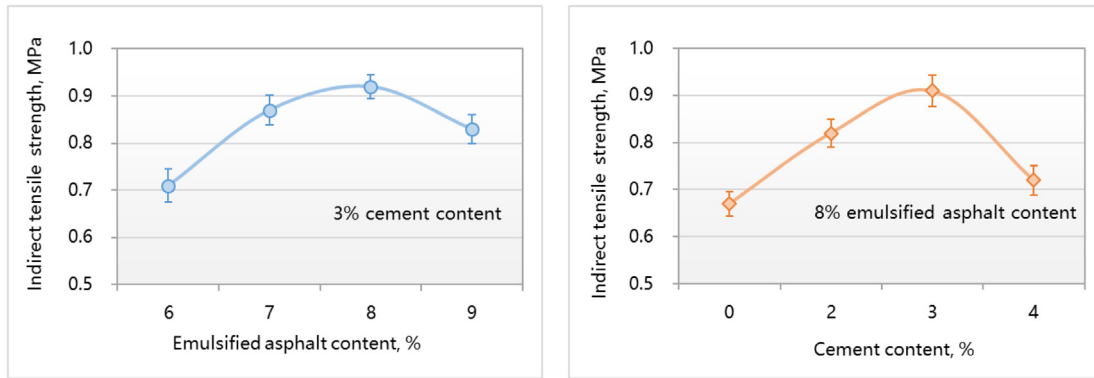 Indirect tensile strength, MPa
1.0
0.9
0.8
0.7
0.6
0.5
3% cement content
6 7 8 9
Emulsified asphalt content, %
Indirect tensile strength, MPa
1.0
0.9
0.8
0.7
0.6
0.5
8% emulsified asphalt content
0 2 3 4
Cement content, %